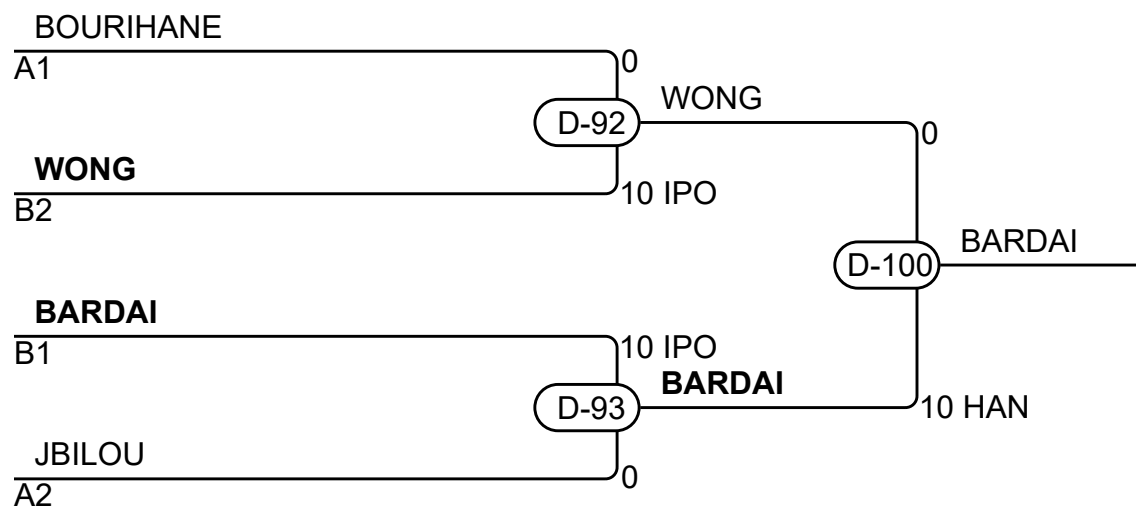 BOURIHANE
A1
0
D-92
WONG
0
WONG
B2
10 IPO
D-100
BARDAI
BARDAI
B1
10 IPO
BARDAI
D-93
10 HAN
JBILOU
A2
0